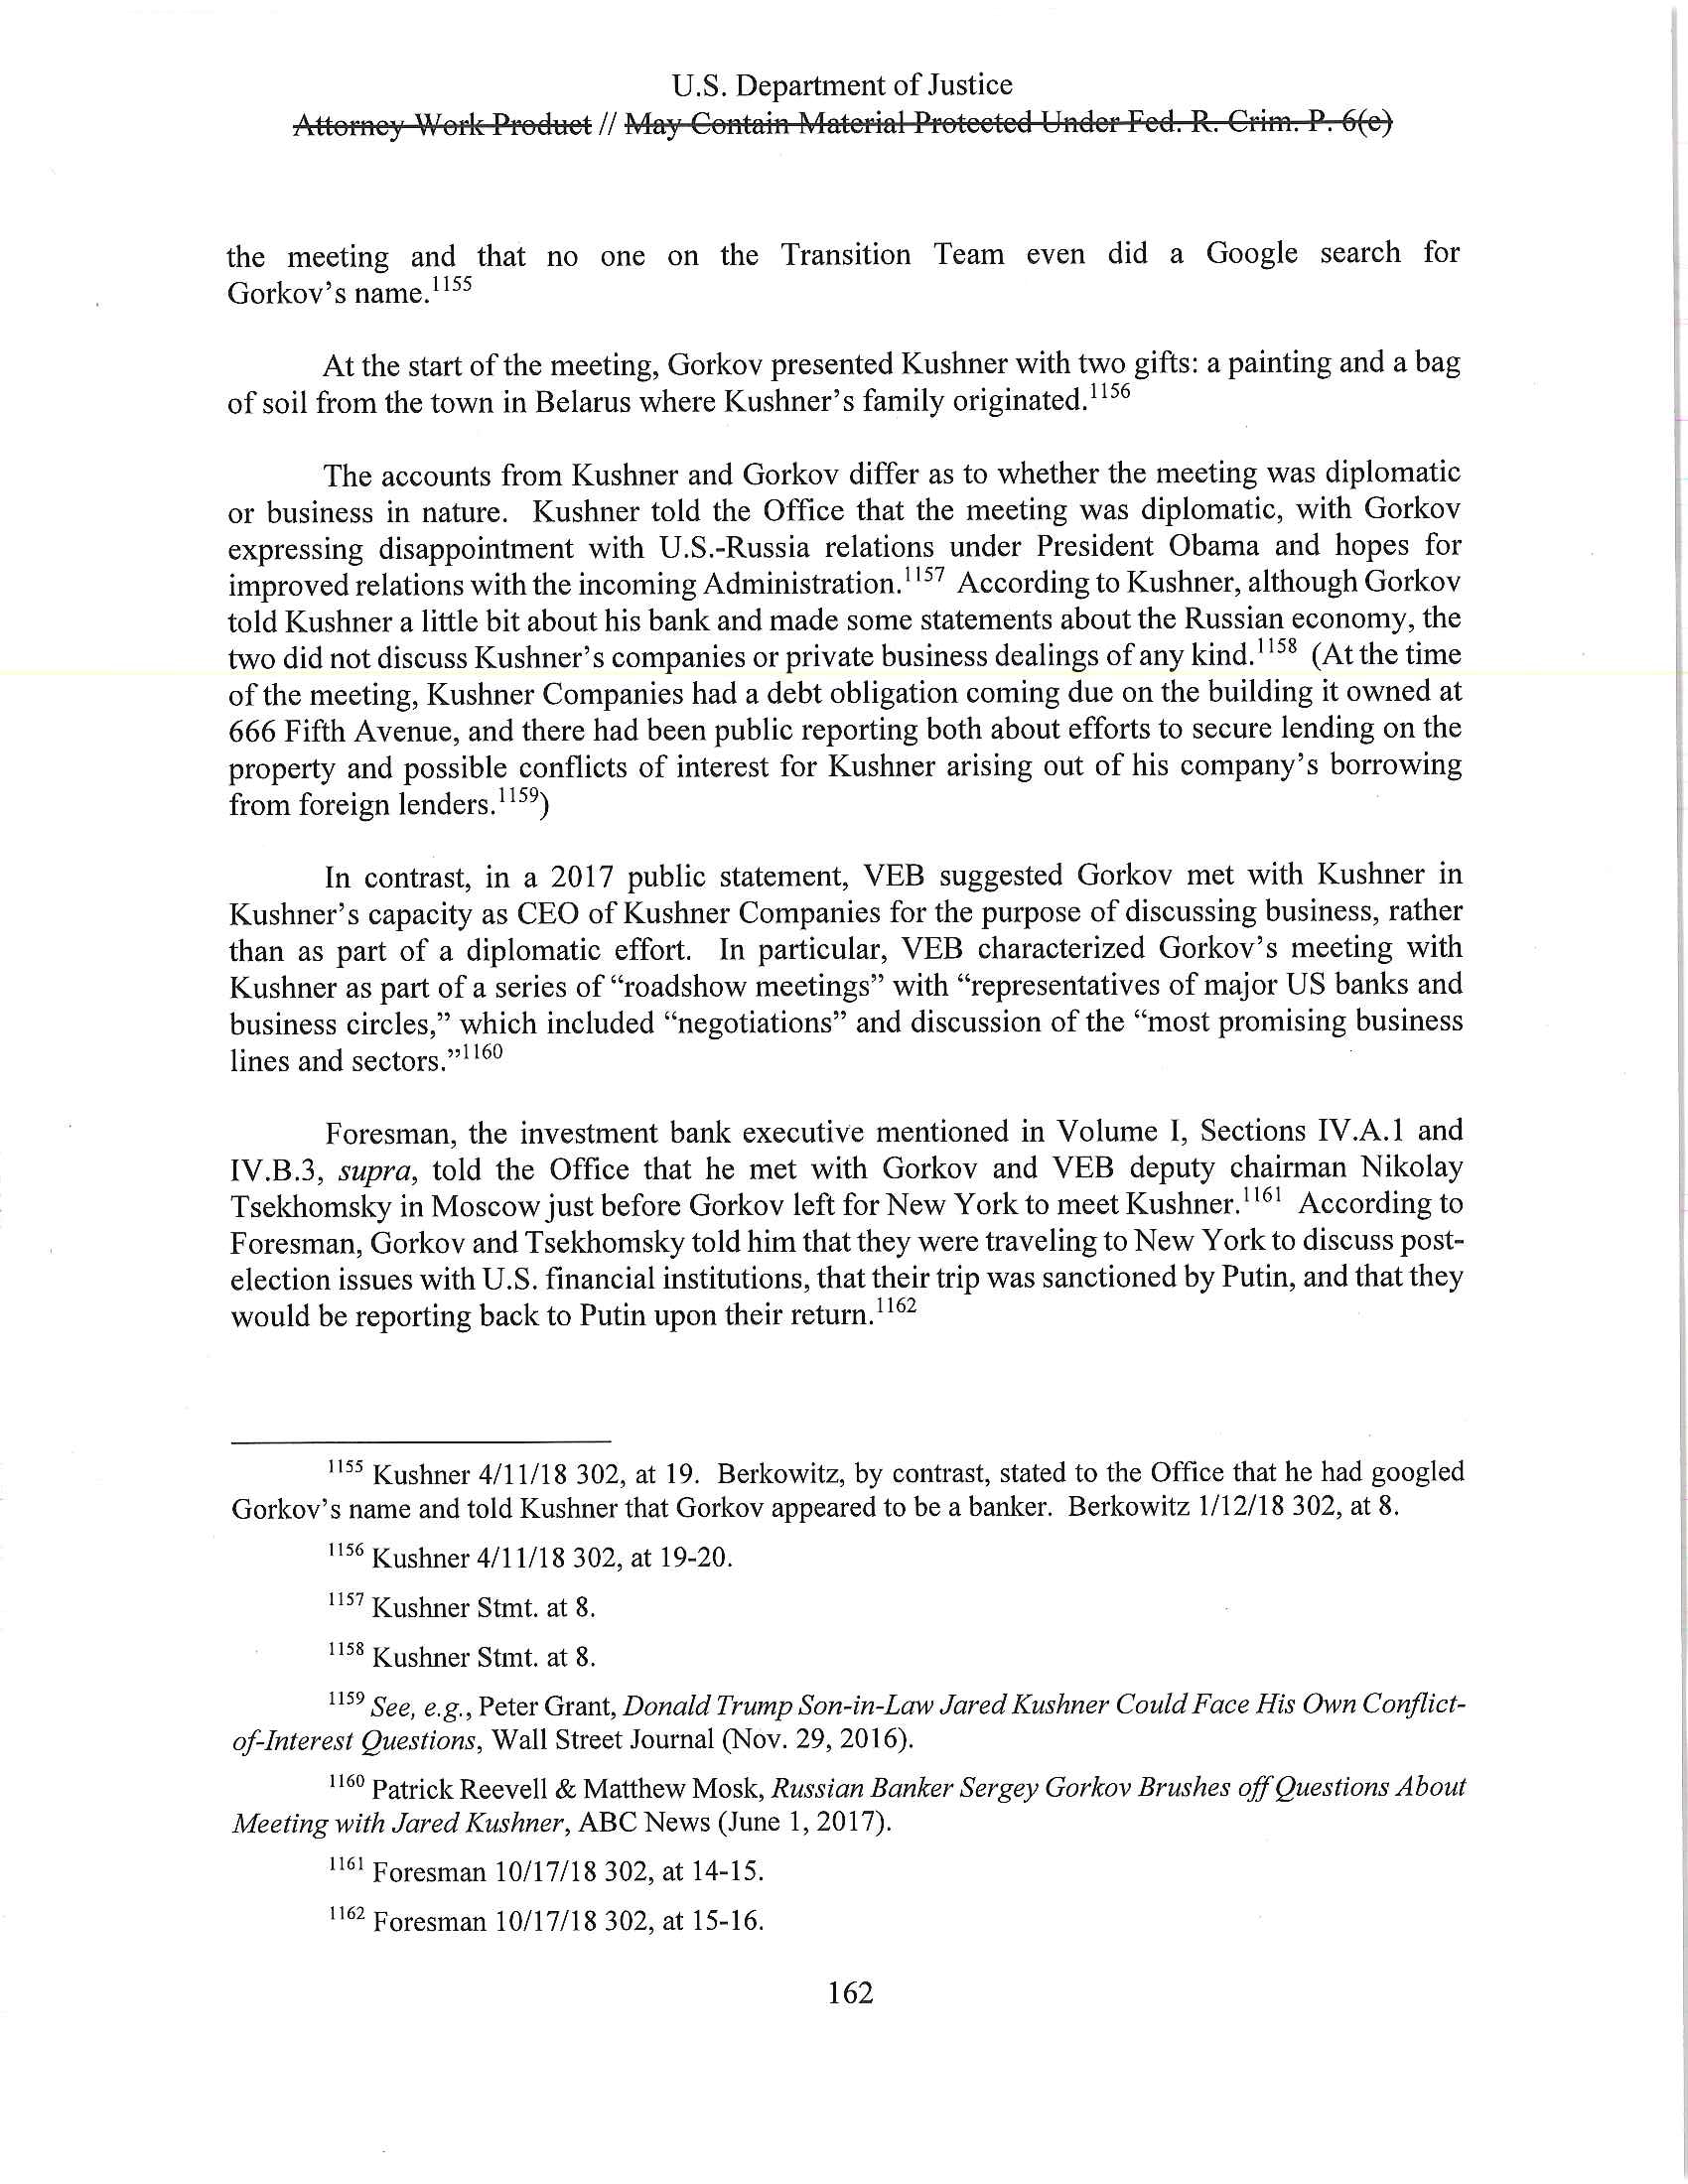 U.S. Department of Justice
Attorney Work Product // May Contain Material Protected Under Fed. R. Crim. P. 6(e)
the meeting and that no one on the Transition Team even did a Google search for
Gorkov's name.1155
At the start of the meeting, Gorkov presented Kushner with two gifts: a painting and a bag
of soil from the town in Belarus where Kushner's family originated.1156
The accounts from Kushner and Gorkov differ as to whether the meeting was diplomatic
or business in nature. Kushner told the Office that the meeting was diplomatic, with Gorkov
expressing disappointment with U.S.-Russia relations under President Obama and hopes for
improved relations with the incoming Administration.1157 According to Kushner, although Gorkov
told Kushner a little bit about his bank and made some statements about the Russian economy, the
two did not discuss Kushner's companies or private business dealings of any kind.1158 (At the time
of the meeting, Kushner Companies had a debt obligation coming due on the building it owned at
666 Fifth Avenue, and there had been public reporting both about efforts to secure lending on the
property and possible conflicts of interest for Kushner arising out of his company's borrowing
from foreign lenders.1159)
In contrast, in a 2017 public statement, VEB suggested Gorkov met with Kushner in
Kushner's capacity as CEO of Kushner Companies for the purpose of discussing business, rather
than as part of a diplomatic effort. In particular, VEB characterized Gorkov's meeting with
Kushner as part of a series of "roadshow meetings" with "representatives of major US banks and
business circles," which included "negotiations" and discussion of the "most promising business
lines and sectors."1160
Foresman, the investment bank executive mentioned in Volume I, Sections IV.A.1 and
IV.B.3, supra, told the Office that he met with Gorkov and VEB deputy chairman Nikolay
Tsekhomsky in Moscow just before Gorkov left for New York to meet Kushner.1161 According to
Foresman, Gorkov and Tsekhomsky told him that they were traveling to New York to discuss post-
election issues with U.S. financial institutions, that their trip was sanctioned by Putin, and that they
would be reporting back to Putin upon their return.1162
1155 Kushner 4/11/18 302, at 19. Berkowitz, by contrast, stated to the Office that he had googled
Gorkov's name and told Kushner that Gorkov appeared to be a banker. Berkowitz 1/12/18 302, at 8.
1156 Kushner 4/11/18 302, at 19-20.
1157 Kushner Stmt. at 8.
1158 Kushner Stmt. at 8.
1159 See, e.g., Peter Grant, Donald Trump Son-in-Law Jared Kushner Could Face His Own Conflict-
of-Interest Questions, Wall Street Journal (Nov. 29, 2016).
1160 Patrick Reevell & Matthew Mosk, Russian Banker Sergey Gorkov Brushes off Questions About
Meeting with Jared Kushner, ABC News (June 1, 2017).
1161 Foresman 10/17/18 302, at 14-15.
1162 Foresman 10/17/18 302, at 15-16.
162